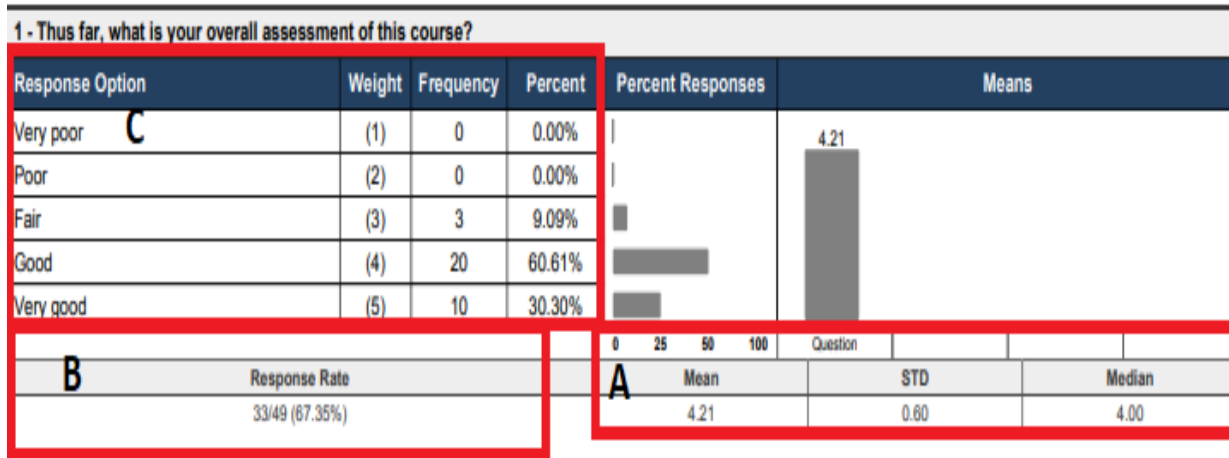 1 - Thus far, what is your overall assessment of this course?
Response Option Weight Frequency Percent Percent Responses Means
Very poor C (1) 0 0.00% 4.21
Poor (2) 0 0.00%
Fair (3) 3 9.09%
Good (4) 20 60.61%
Very good (5) 10 30.30%
0 25 50 100 Question
B Response Rate A Mean STD Median
33/49 (67.35%) 4.21 0.60 4.00